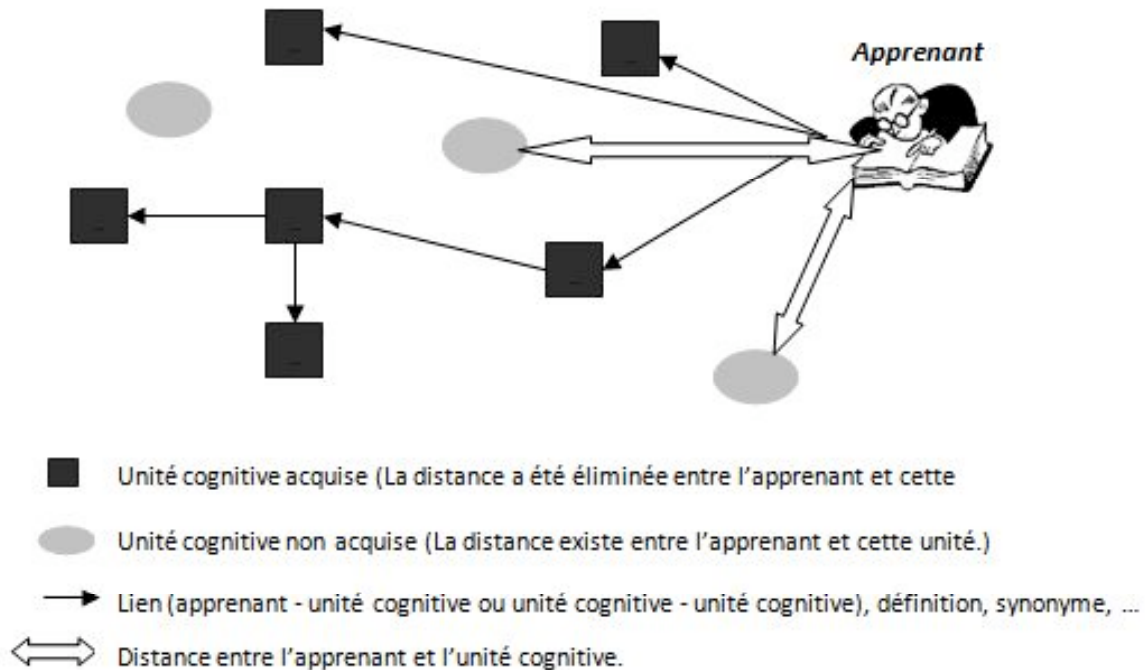 Apprenant
Unité cognitive acquise (La distance a été éliminée entre l'apprenant et cette
Unité cognitive non acquise (La distance existe entre l'apprenant et cette unité.)
Lien (apprenant - unité cognitive ou unité cognitive - unité cognitive), définition, synonyme, ...
Distance entre l'apprenant et l'unité cognitive.